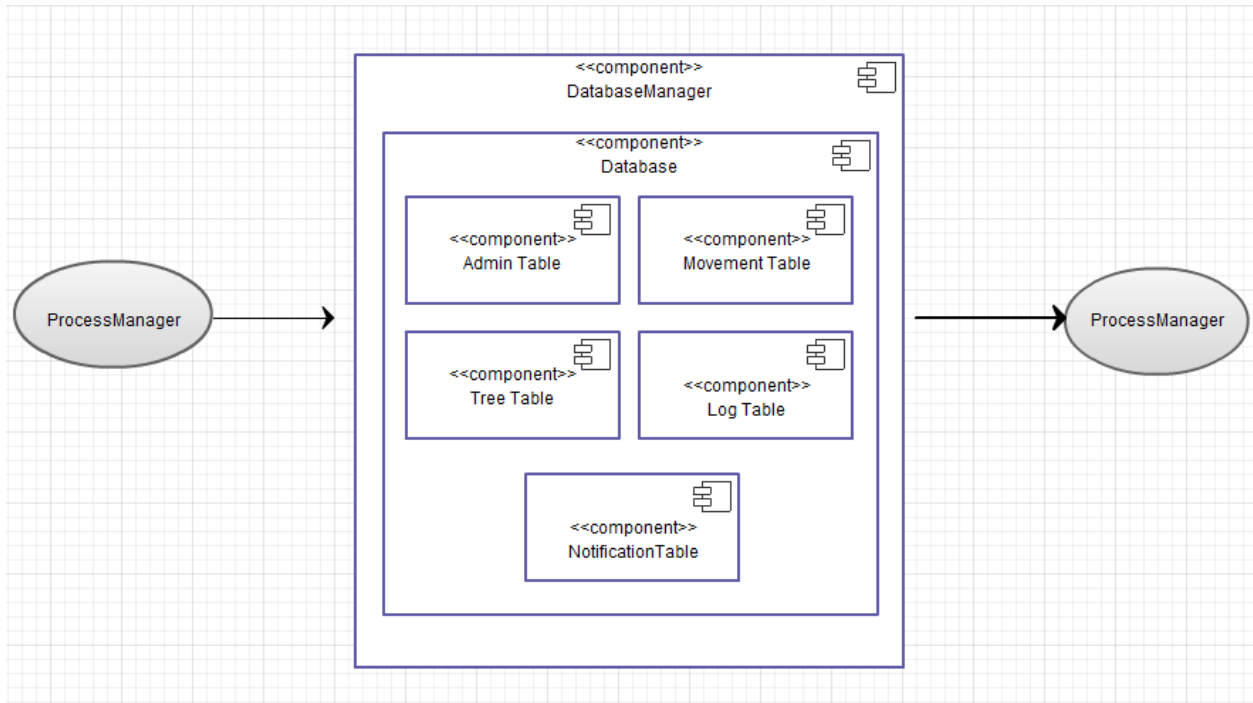 <<component>>
DatabaseManager
<<component>>
Database
<<component>>
Admin Table
<<component>>
Movement Table
ProcessManager
ProcessManager
<<component>>
Tree Table
<<component>>
Log Table
<<component>>
NotificationTable